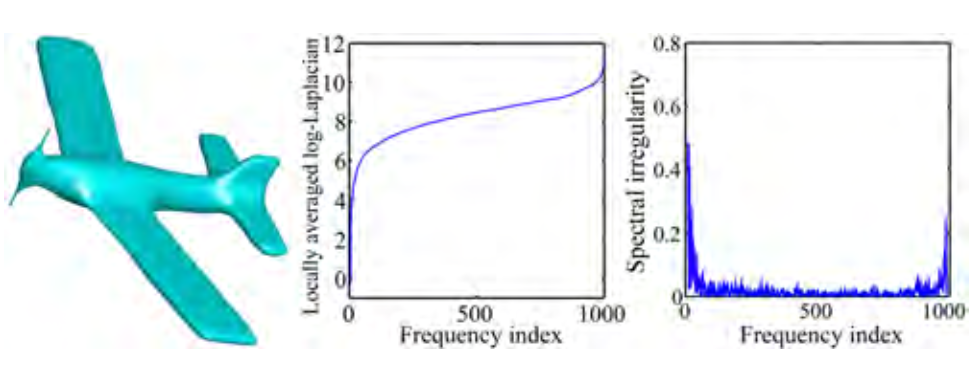 Locally averaged log-Laplacian
12
10
8
6
4
2
0
0 500 1000
Frequency index
Spectral irregularity
0.8
0.6
0.4
0.2
0
0 500 1000
Frequency index